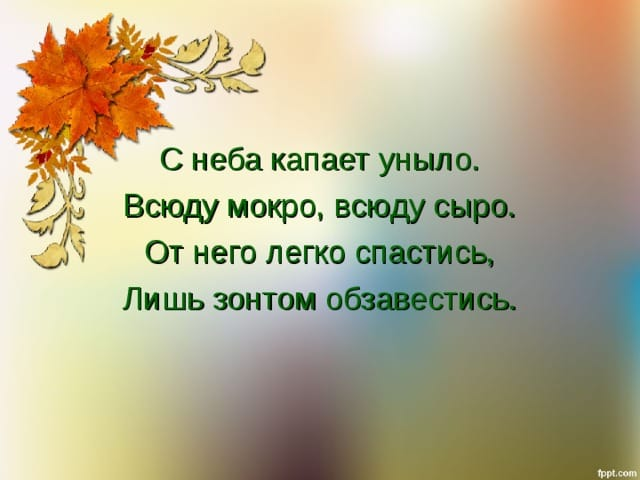 С неба капает уныло.
Всюду мокро, всюду сыро.
От него легко спастись,
Лишь зонтом обзавестись.
fppt.com